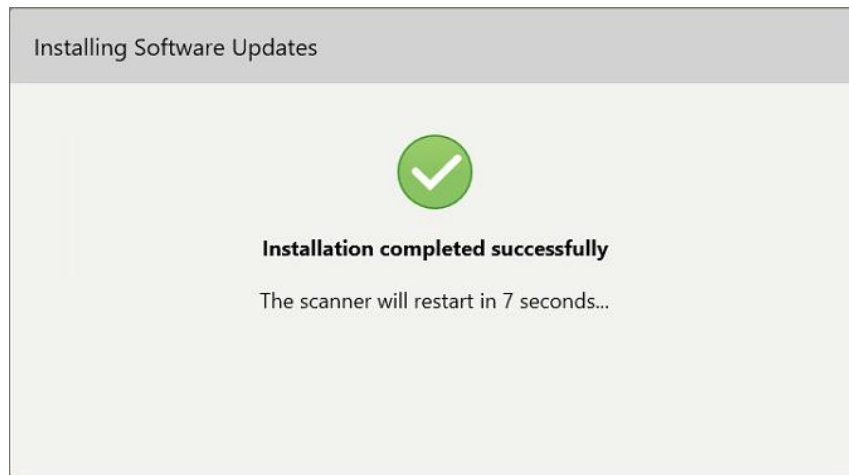 Installing Software Updates
Installation completed successfully
The scanner will restart in 7 seconds...